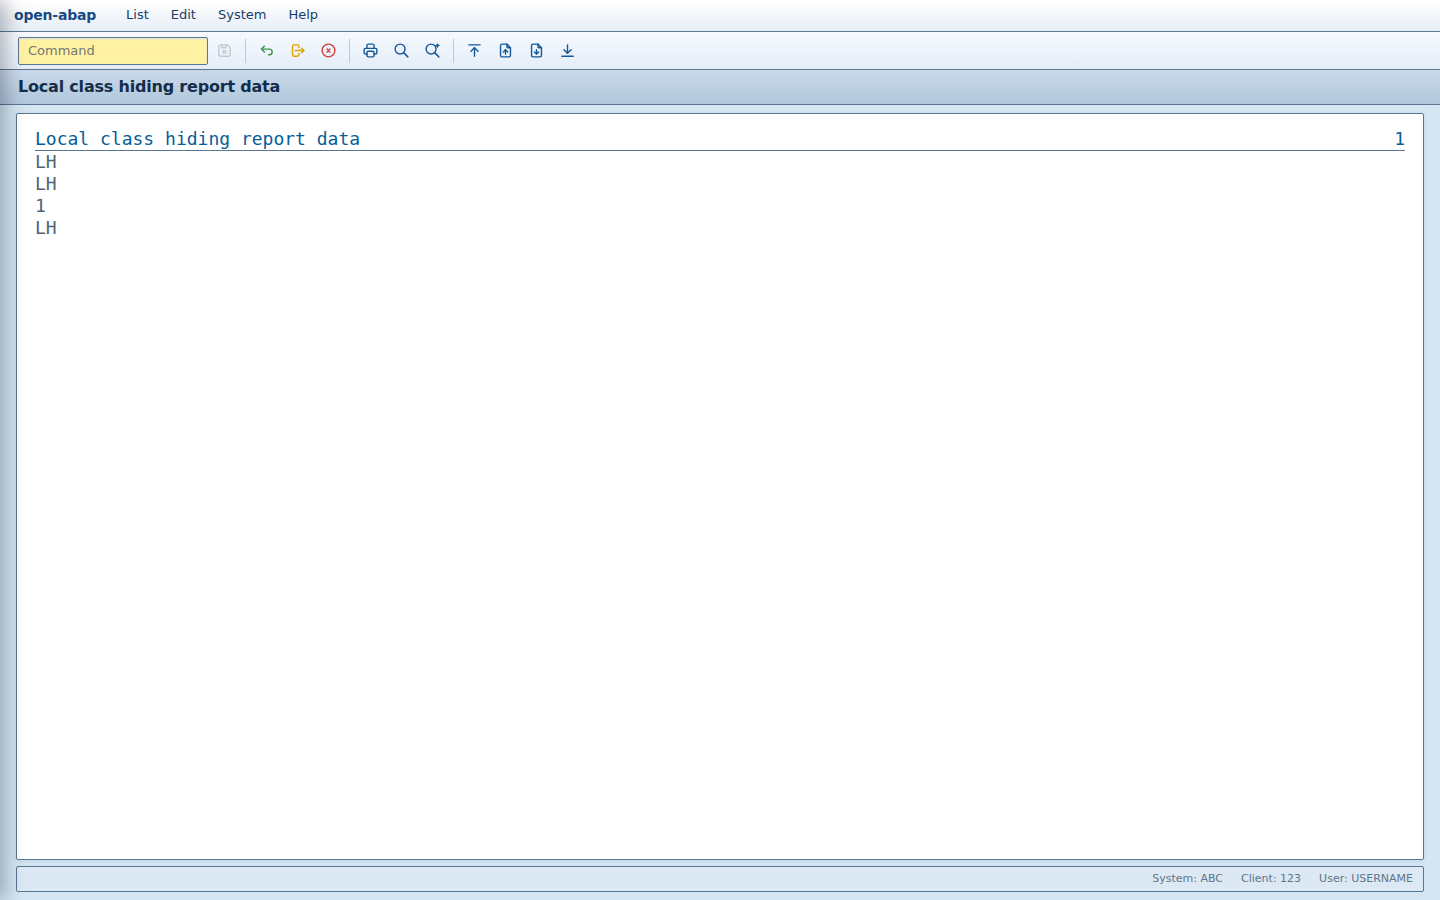 open-abap List Edit System Help
Command
Local class hiding report data
Local class hiding report data 1
LH
LH
1
LH
System: ABC Client: 123 User: USERNAME